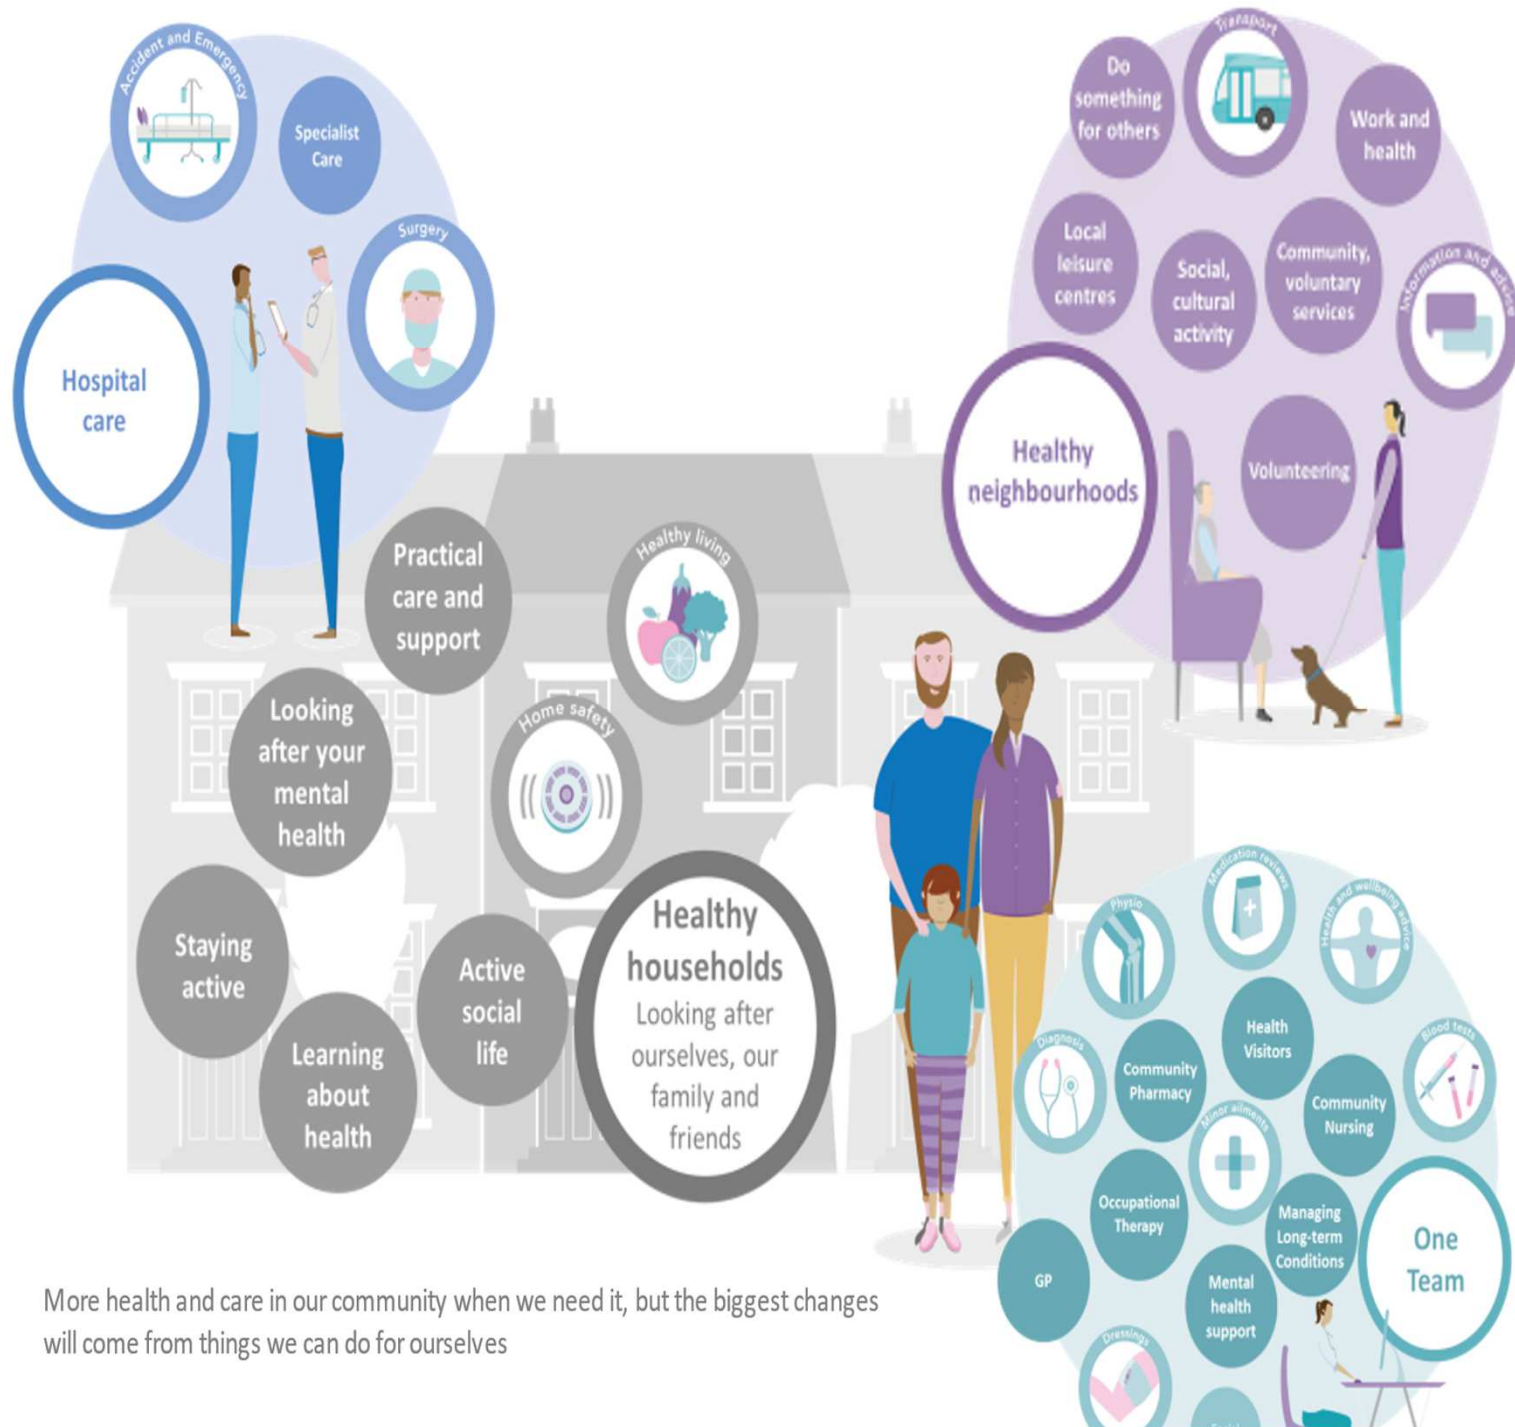 Accident and Emergency
Specialist
Care
Surgery
Hospital
care
Transport
Do
something
for others
Work and
health
Local
leisure
centres
Social,
cultural
activity
Community,
voluntary
services
Information and advice
Volunteering
Healthy
neighbourhoods
Practical
care and
support
Healthy living
Looking
after your
mental
health
Home safety
Staying
active
Active
social
life
Learning
about
health
Healthy
households
Looking after
ourselves, our
family and
friends
Medication reviews
Physio
Health and wellbeing advice
Health
Visitors
Blood tests
Diagnosis
Community
Pharmacy
Community
Nursing
Minor ailments
Occupational
Therapy
Managing
Long-term
Conditions
One
Team
GP
Mental
health
support
Dressings
More health and care in our community when we need it, but the biggest changes
will come from things we can do for ourselves